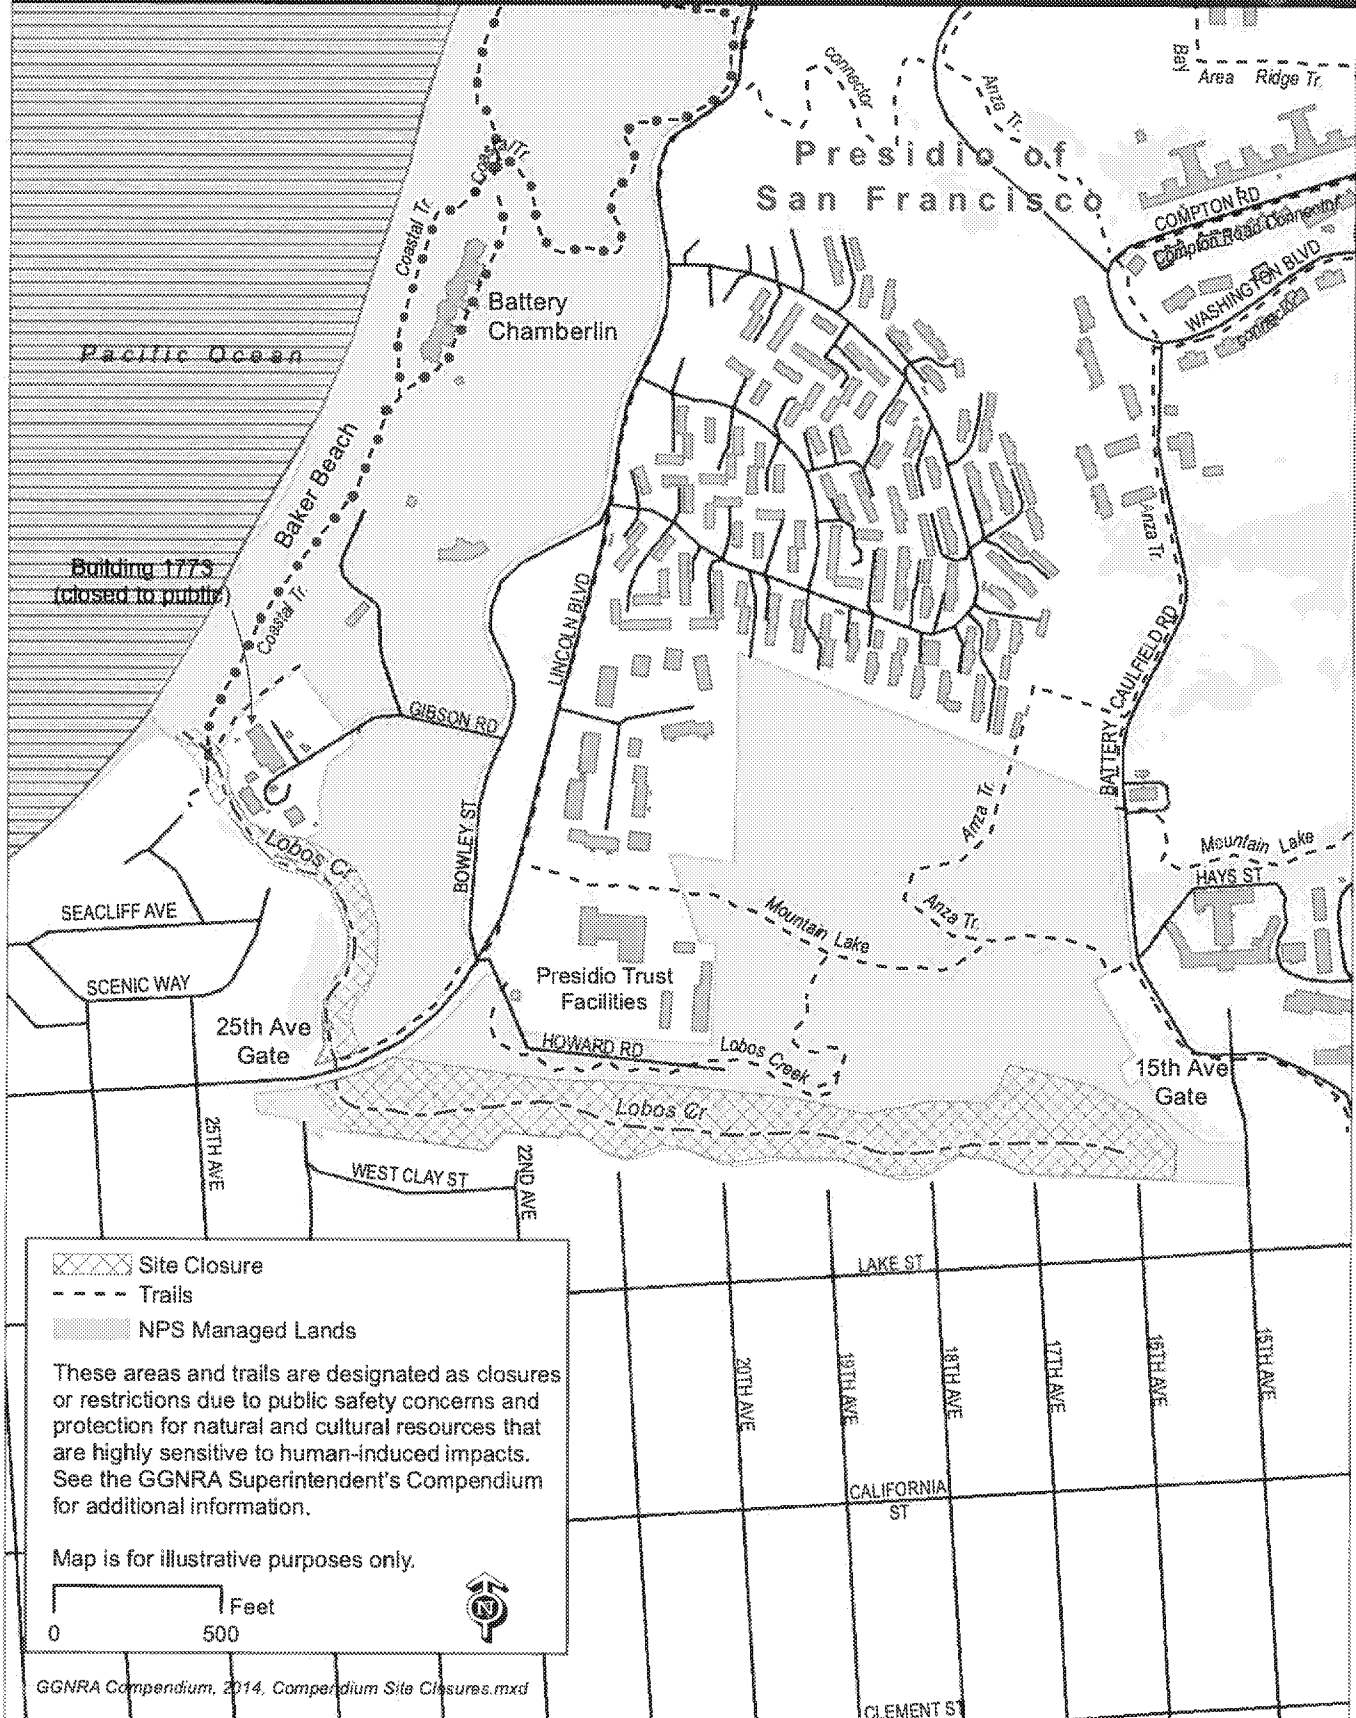 connector
Anza Tr.
Bay
Area Ridge Tr.
Presidio of
San Francisco
COMPTON RD
Compton Road Connector
WASHINGTON BLVD
connector
Coastal Tr.
Coastal Tr.
Battery
Chamberlin
Pacific Ocean
Baker Beach
Building 1773
(closed to public)
Coastal Tr.
Anza Tr.
LINCOLN BLVD
GIBSON RD
BATTERY CAULFIELD RD
BOWLEY ST
Anza Tr.
Lobos Cr
Mountain Lake
HAYS ST
SEACLIFF AVE
Mountain Lake
Anza Tr.
SCENIC WAY
Presidio Trust
Facilities
25th Ave
Gate
HOWARD RD
Lobos Creek
15th Ave
Gate
Lobos Cr
25TH AVE
WEST CLAY ST
22ND AVE
LAKE ST
20TH AVE
19TH AVE
18TH AVE
17TH AVE
16TH AVE
15TH AVE
CALIFORNIA
ST
CLEMENT ST
Site Closure
Trails
NPS Managed Lands
These areas and trails are designated as closures
or restrictions due to public safety concerns and
protection for natural and cultural resources that
are highly sensitive to human-induced impacts.
See the GGNRA Superintendent's Compendium
for additional information.
Map is for illustrative purposes only.
Feet
0 500
N
GGNRA Compendium, 2014, Compendium Site Closures.mxd